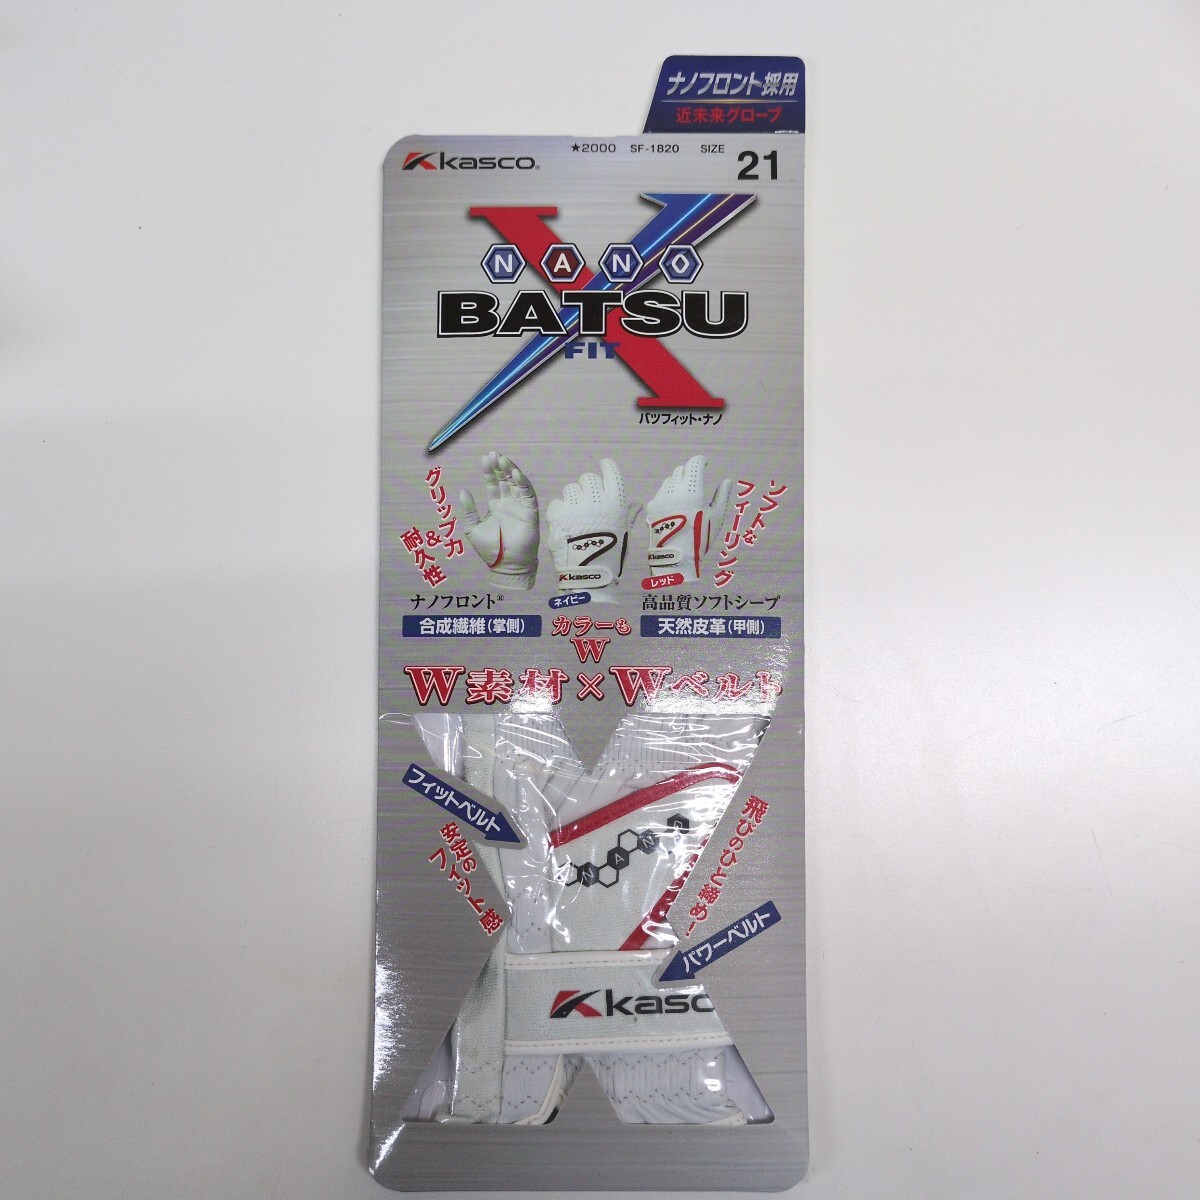 ナノフロント採用
近未来グローブ
Kasco
★2000 SF-1820 SIZE 21
NANO
BATSU
FIT
バツフィット・ナノ
グリップ力
&
耐久性
ソフトな
フィーリング
Kasco
Kasco
ネイビー
レッド
ナノフロント®
高品質ソフトシープ
合成繊維(掌側)
天然皮革(甲側)
カラーも
W
W素材×Wベルト
フィットベルト
安定の
フィット感
飛びのひと締め!
NANO
パワーベルト
Kasco